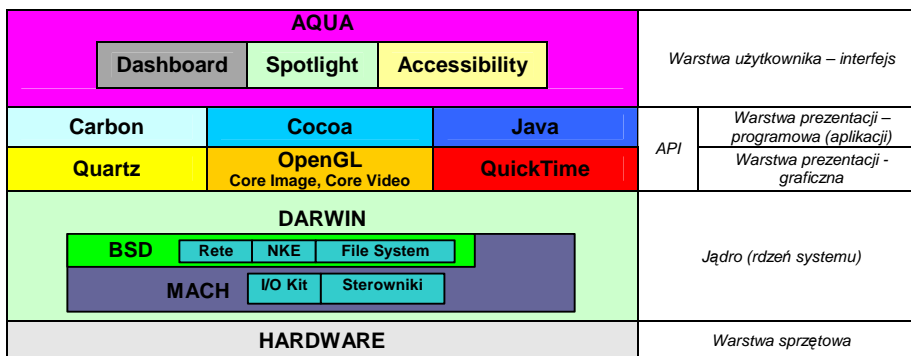 AQUA
Dashboard Spotlight Accessibility
Warstwa użytkownika – interfejs
Carbon Cocoa Java
API
Warstwa prezentacji –
programowa (aplikacji)
Quartz
OpenGL
Core Image, Core Video
QuickTime
Warstwa prezentacji -
graficzna
DARWIN
BSD Rete NKE File System
MACH I/O Kit Sterowniki
Jądro (rdzeń systemu)
HARDWARE
Warstwa sprzętowa